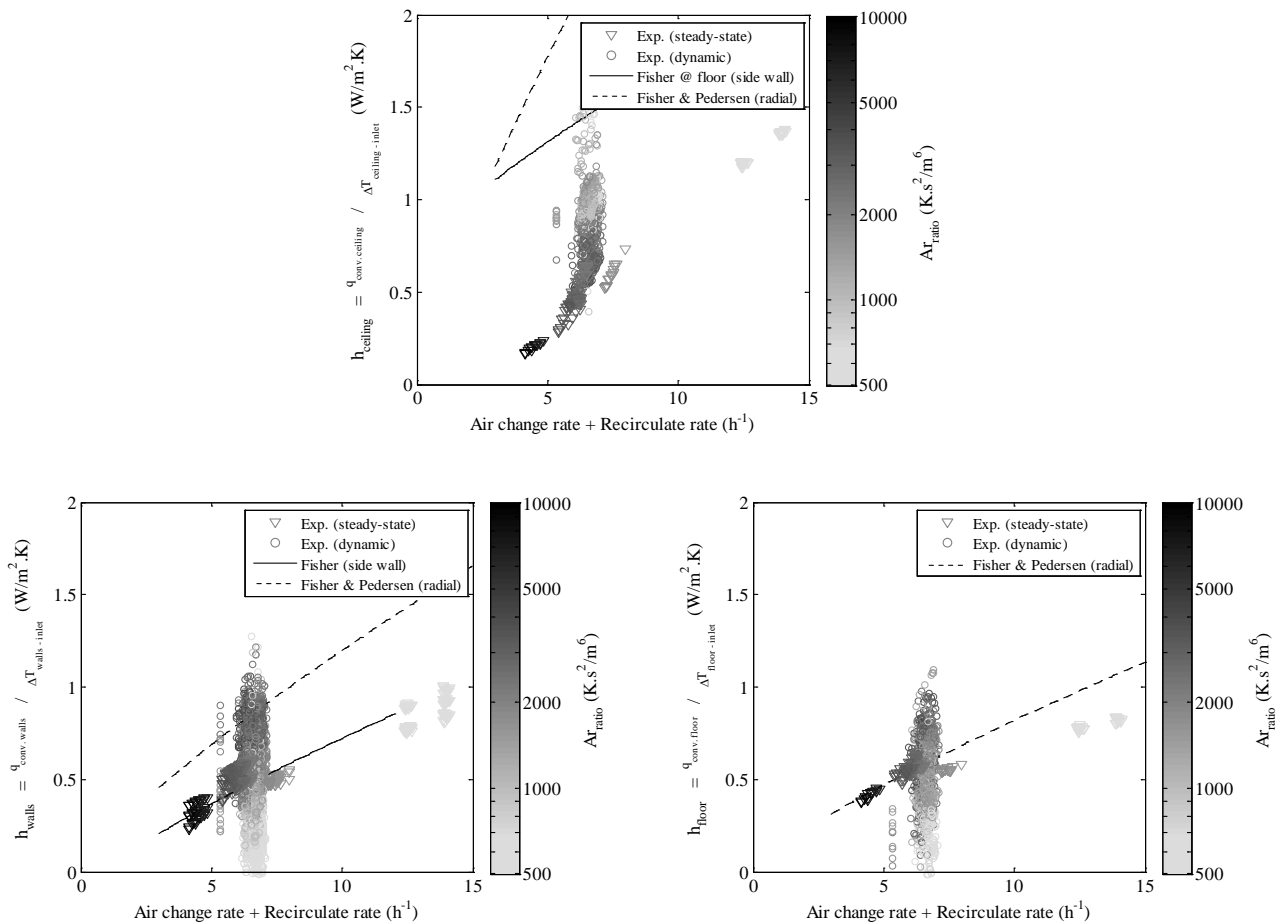 2
1.5
1
0.5
0
0
5
10
15
h_ceiling = q_conv.ceiling / ΔT_ceiling-inlet (W/m².K)
Air change rate + Recirculate rate (h⁻¹)
Exp. (steady-state)
Exp. (dynamic)
Fisher @ floor (side wall)
Fisher & Pedersen (radial)
10000
5000
2000
1000
500
Ar_ratio (K.s²/m⁶)
2
1.5
1
0.5
0
0
5
10
15
h_walls = q_conv.walls / ΔT_walls-inlet (W/m².K)
Air change rate + Recirculate rate (h⁻¹)
Exp. (steady-state)
Exp. (dynamic)
Fisher (side wall)
Fisher & Pedersen (radial)
10000
5000
2000
1000
500
Ar_ratio (K.s²/m⁶)
2
1.5
1
0.5
0
0
5
10
15
h_floor = q_conv.floor / ΔT_floor-inlet (W/m².K)
Air change rate + Recirculate rate (h⁻¹)
Exp. (steady-state)
Exp. (dynamic)
Fisher & Pedersen (radial)
10000
5000
2000
1000
500
Ar_ratio (K.s²/m⁶)